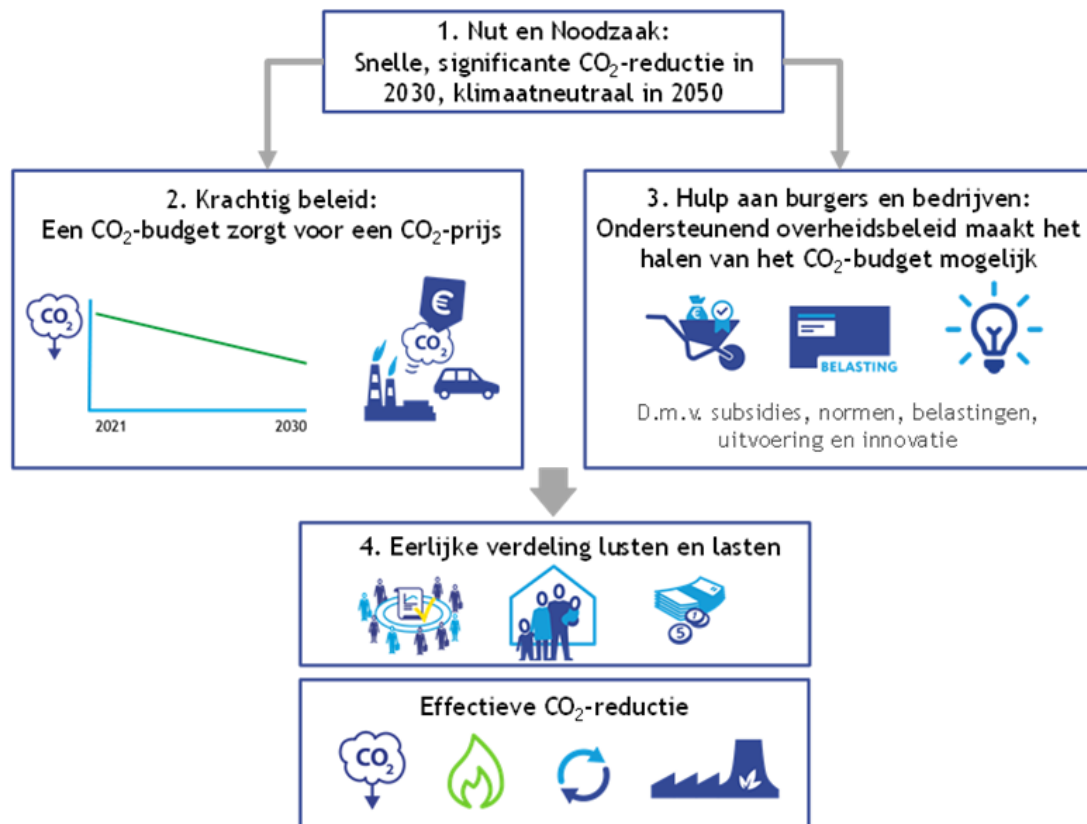 1. Nut en Noodzaak:
Snelle, significante CO₂-reductie in
2030, klimaatneutraal in 2050
2. Krachtig beleid:
Een CO₂-budget zorgt voor een CO₂-prijs
CO₂
€
CO₂
2021
2030
3. Hulp aan burgers en bedrijven:
Ondersteunend overheidsbeleid maakt het
halen van het CO₂-budget mogelijk
€
BELASTING
D.m.v. subsidies, normen, belastingen,
uitvoering en innovatie
4. Eerlijke verdeling lusten en lasten
5
1
Effectieve CO₂-reductie
CO₂